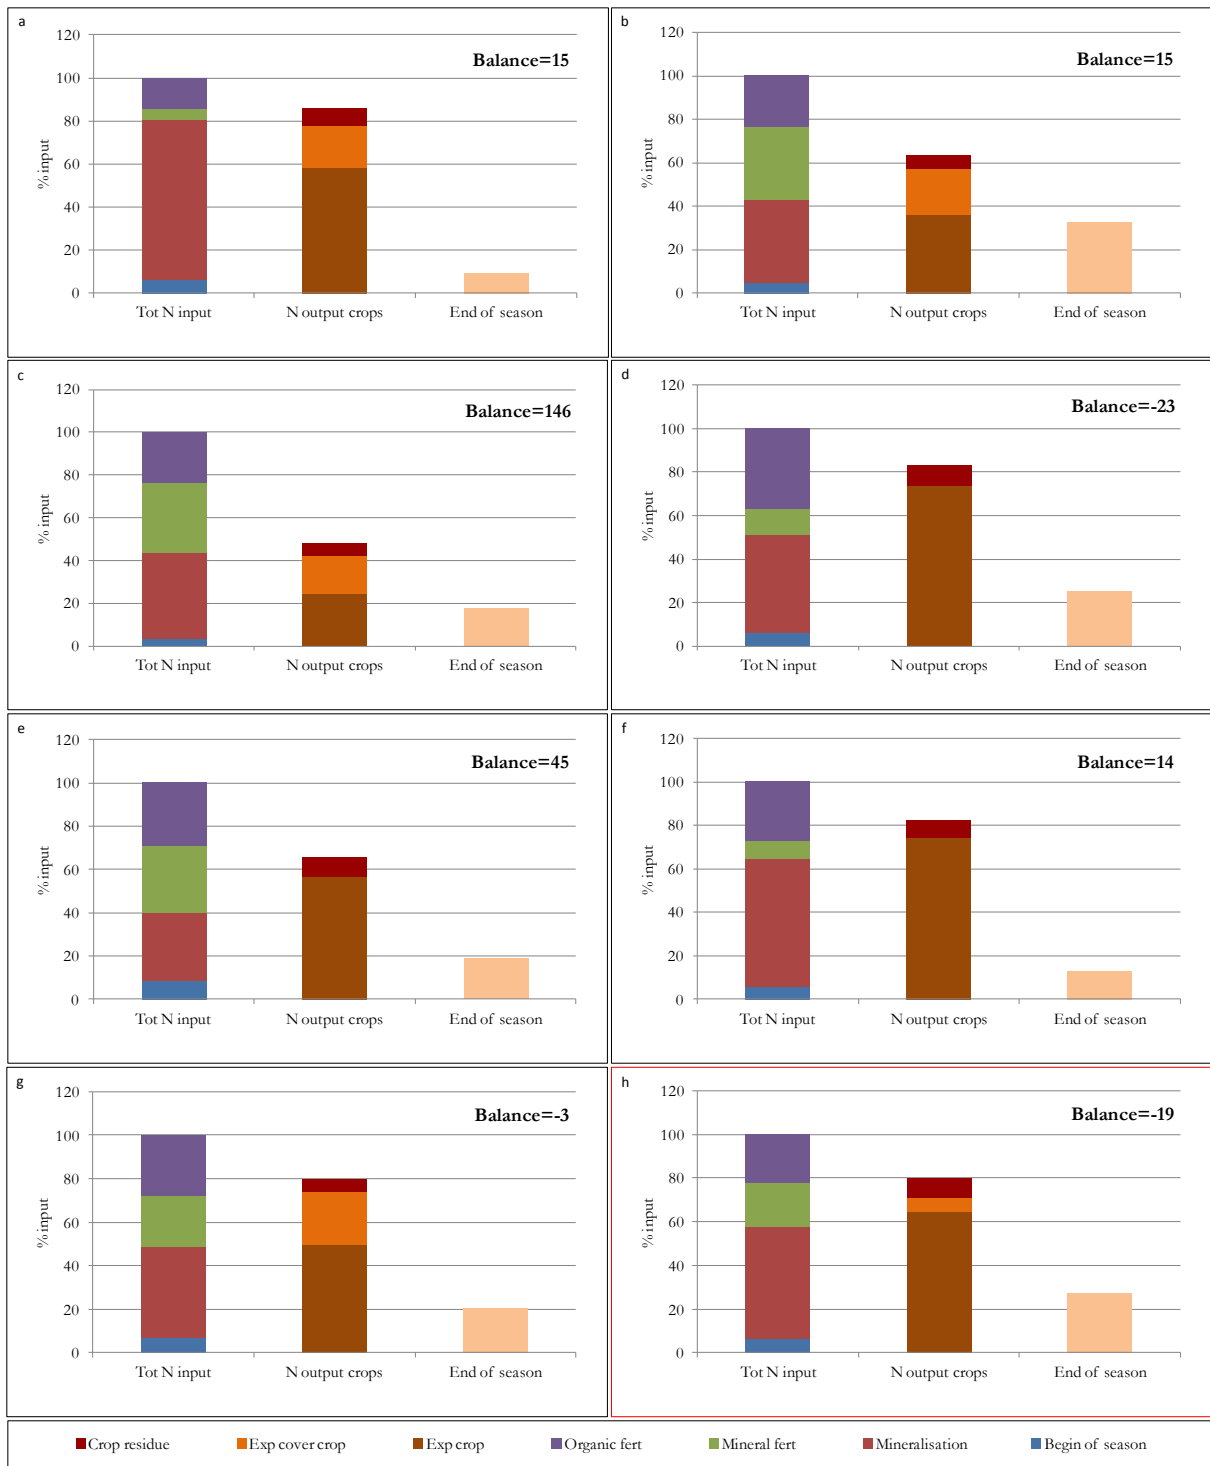 a
Balance=15
120
100
80
60
40
20
0
% input
Tot N input
N output crops
End of season
b
Balance=15
120
100
80
60
40
20
0
% input
Tot N input
N output crops
End of season
c
Balance=146
120
100
80
60
40
20
0
% input
Tot N input
N output crops
End of season
d
Balance=-23
120
100
80
60
40
20
0
% input
Tot N input
N output crops
End of season
e
Balance=45
120
100
80
60
40
20
0
% input
Tot N input
N output crops
End of season
f
Balance=14
120
100
80
60
40
20
0
% input
Tot N input
N output crops
End of season
g
Balance=-3
120
100
80
60
40
20
0
% input
Tot N input
N output crops
End of season
h
Balance=-19
120
100
80
60
40
20
0
% input
Tot N input
N output crops
End of season
Crop residue
Exp cover crop
Exp crop
Organic fert
Mineral fert
Mineralisation
Begin of season